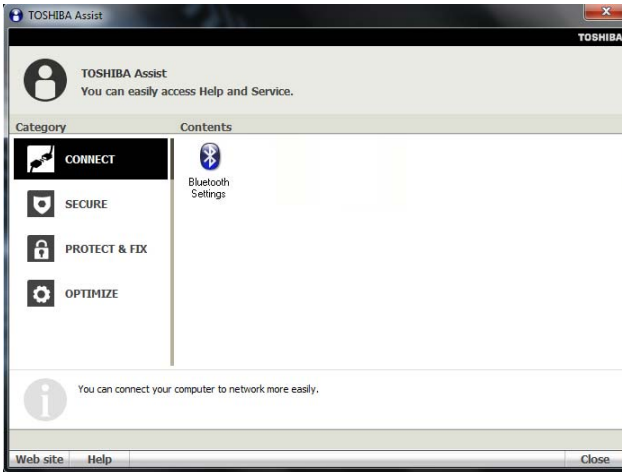 TOSHIBA Assist
TOSHIBA
TOSHIBA Assist
You can easily access Help and Service.
Category
Contents
CONNECT
SECURE
PROTECT & FIX
OPTIMIZE
Bluetooth
Settings
You can connect your computer to network more easily.
Web site
Help
Close